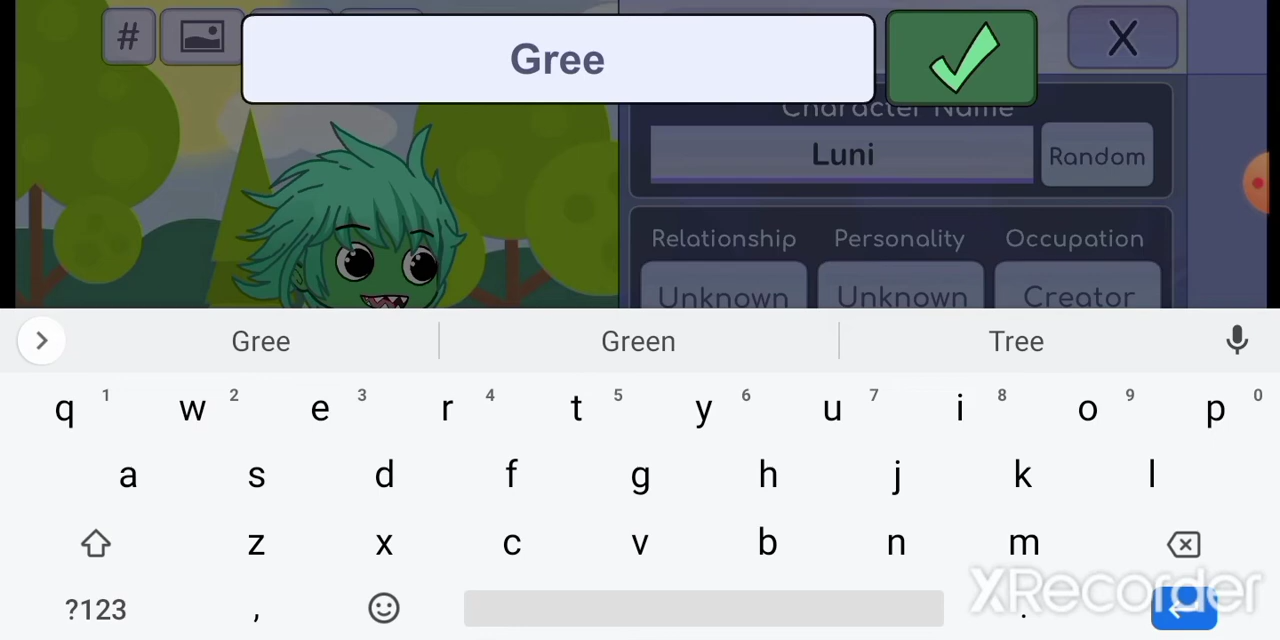 #
Gree
X
Character Name
Luni
Random
Relationship Personality Occupation
Unknown Unknown Creator
Gree Green Tree
q 1 w 2 e 3 r 4 t 5 y 6 u 7 i 8 o 9 p 0
a s d f g h j k l
z x c v b n m
XRecorder
?123 , .